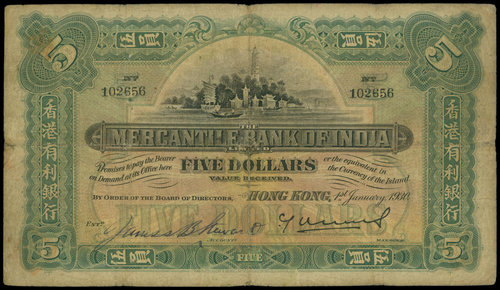 5 伍員 員伍 5
Nº Nº
102656 102656
THE
MERCANTILE BANK OF INDIA
LIMITED
Promises to pay the Bearer
on Demand at its Office here
FIVE DOLLARS
VALUE RECEIVED.
or the equivalent in
the Currency of the Island.
BY ORDER OF THE BOARD OF DIRECTORS,
HONG KONG, 1st January, 1930.
FIVE DOLLARS
香港有利銀行
香港有利銀行
ENTD
ACCOUNTANT
MANAGER.
5 伍 FIVE 伍 5